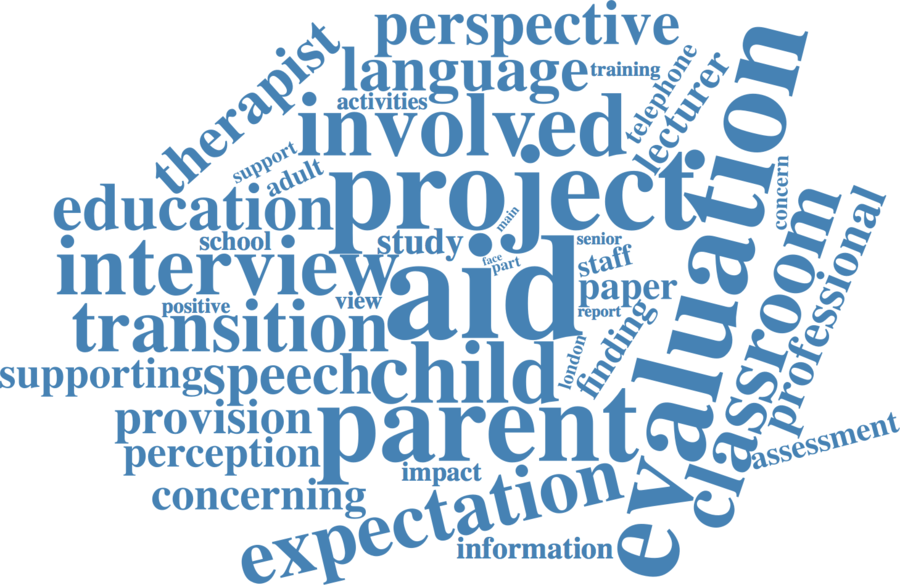 perspective
therapist
language
training
telephone
lecturer
evaluation
activities
involved
support
adult
project
concern
education
main
school
study
senior
classroom
professional
interview
aid
face
part
staff
positive
view
paper
report
transition
london
finding
supporting
speech
child
provision
parent
perception
assessment
impact
concerning
expectation
information